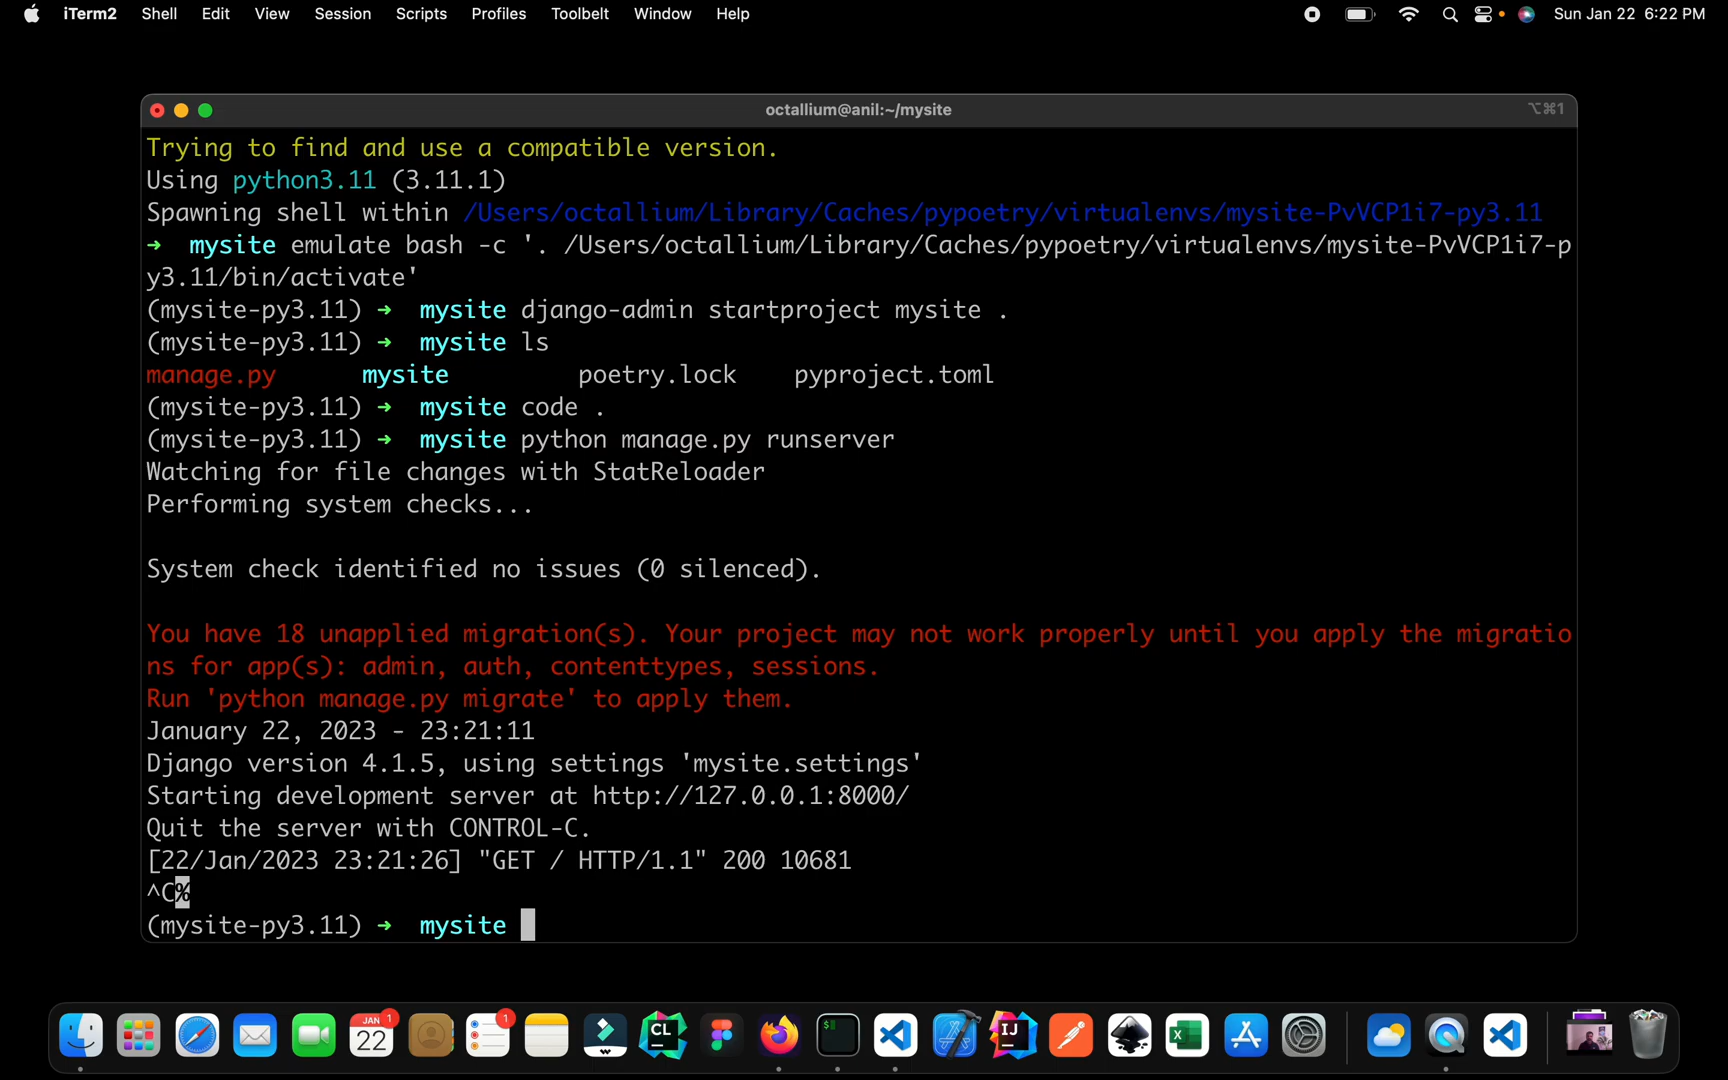 iTerm2 Shell Edit View Session Scripts Profiles Toolbelt Window Help Sun Jan 22 6:22 PM
octallium@anil:~/mysite ⌥⌘1
Trying to find and use a compatible version.
Using python3.11 (3.11.1)
Spawning shell within /Users/octallium/Library/Caches/pypoetry/virtualenvs/mysite-PvVCP1i7-py3.11
➜ mysite emulate bash -c '. /Users/octallium/Library/Caches/pypoetry/virtualenvs/mysite-PvVCP1i7-p
y3.11/bin/activate'
(mysite-py3.11) ➜ mysite django-admin startproject mysite .
(mysite-py3.11) ➜ mysite ls
manage.py mysite poetry.lock pyproject.toml
(mysite-py3.11) ➜ mysite code .
(mysite-py3.11) ➜ mysite python manage.py runserver
Watching for file changes with StatReloader
Performing system checks...
System check identified no issues (0 silenced).
You have 18 unapplied migration(s). Your project may not work properly until you apply the migratio
ns for app(s): admin, auth, contenttypes, sessions.
Run 'python manage.py migrate' to apply them.
January 22, 2023 - 23:21:11
Django version 4.1.5, using settings 'mysite.settings'
Starting development server at http://127.0.0.1:8000/
Quit the server with CONTROL-C.
[22/Jan/2023 23:21:26] "GET / HTTP/1.1" 200 10681
^C%
(mysite-py3.11) ➜ mysite
JAN 1 22 1 CL $ IJ X